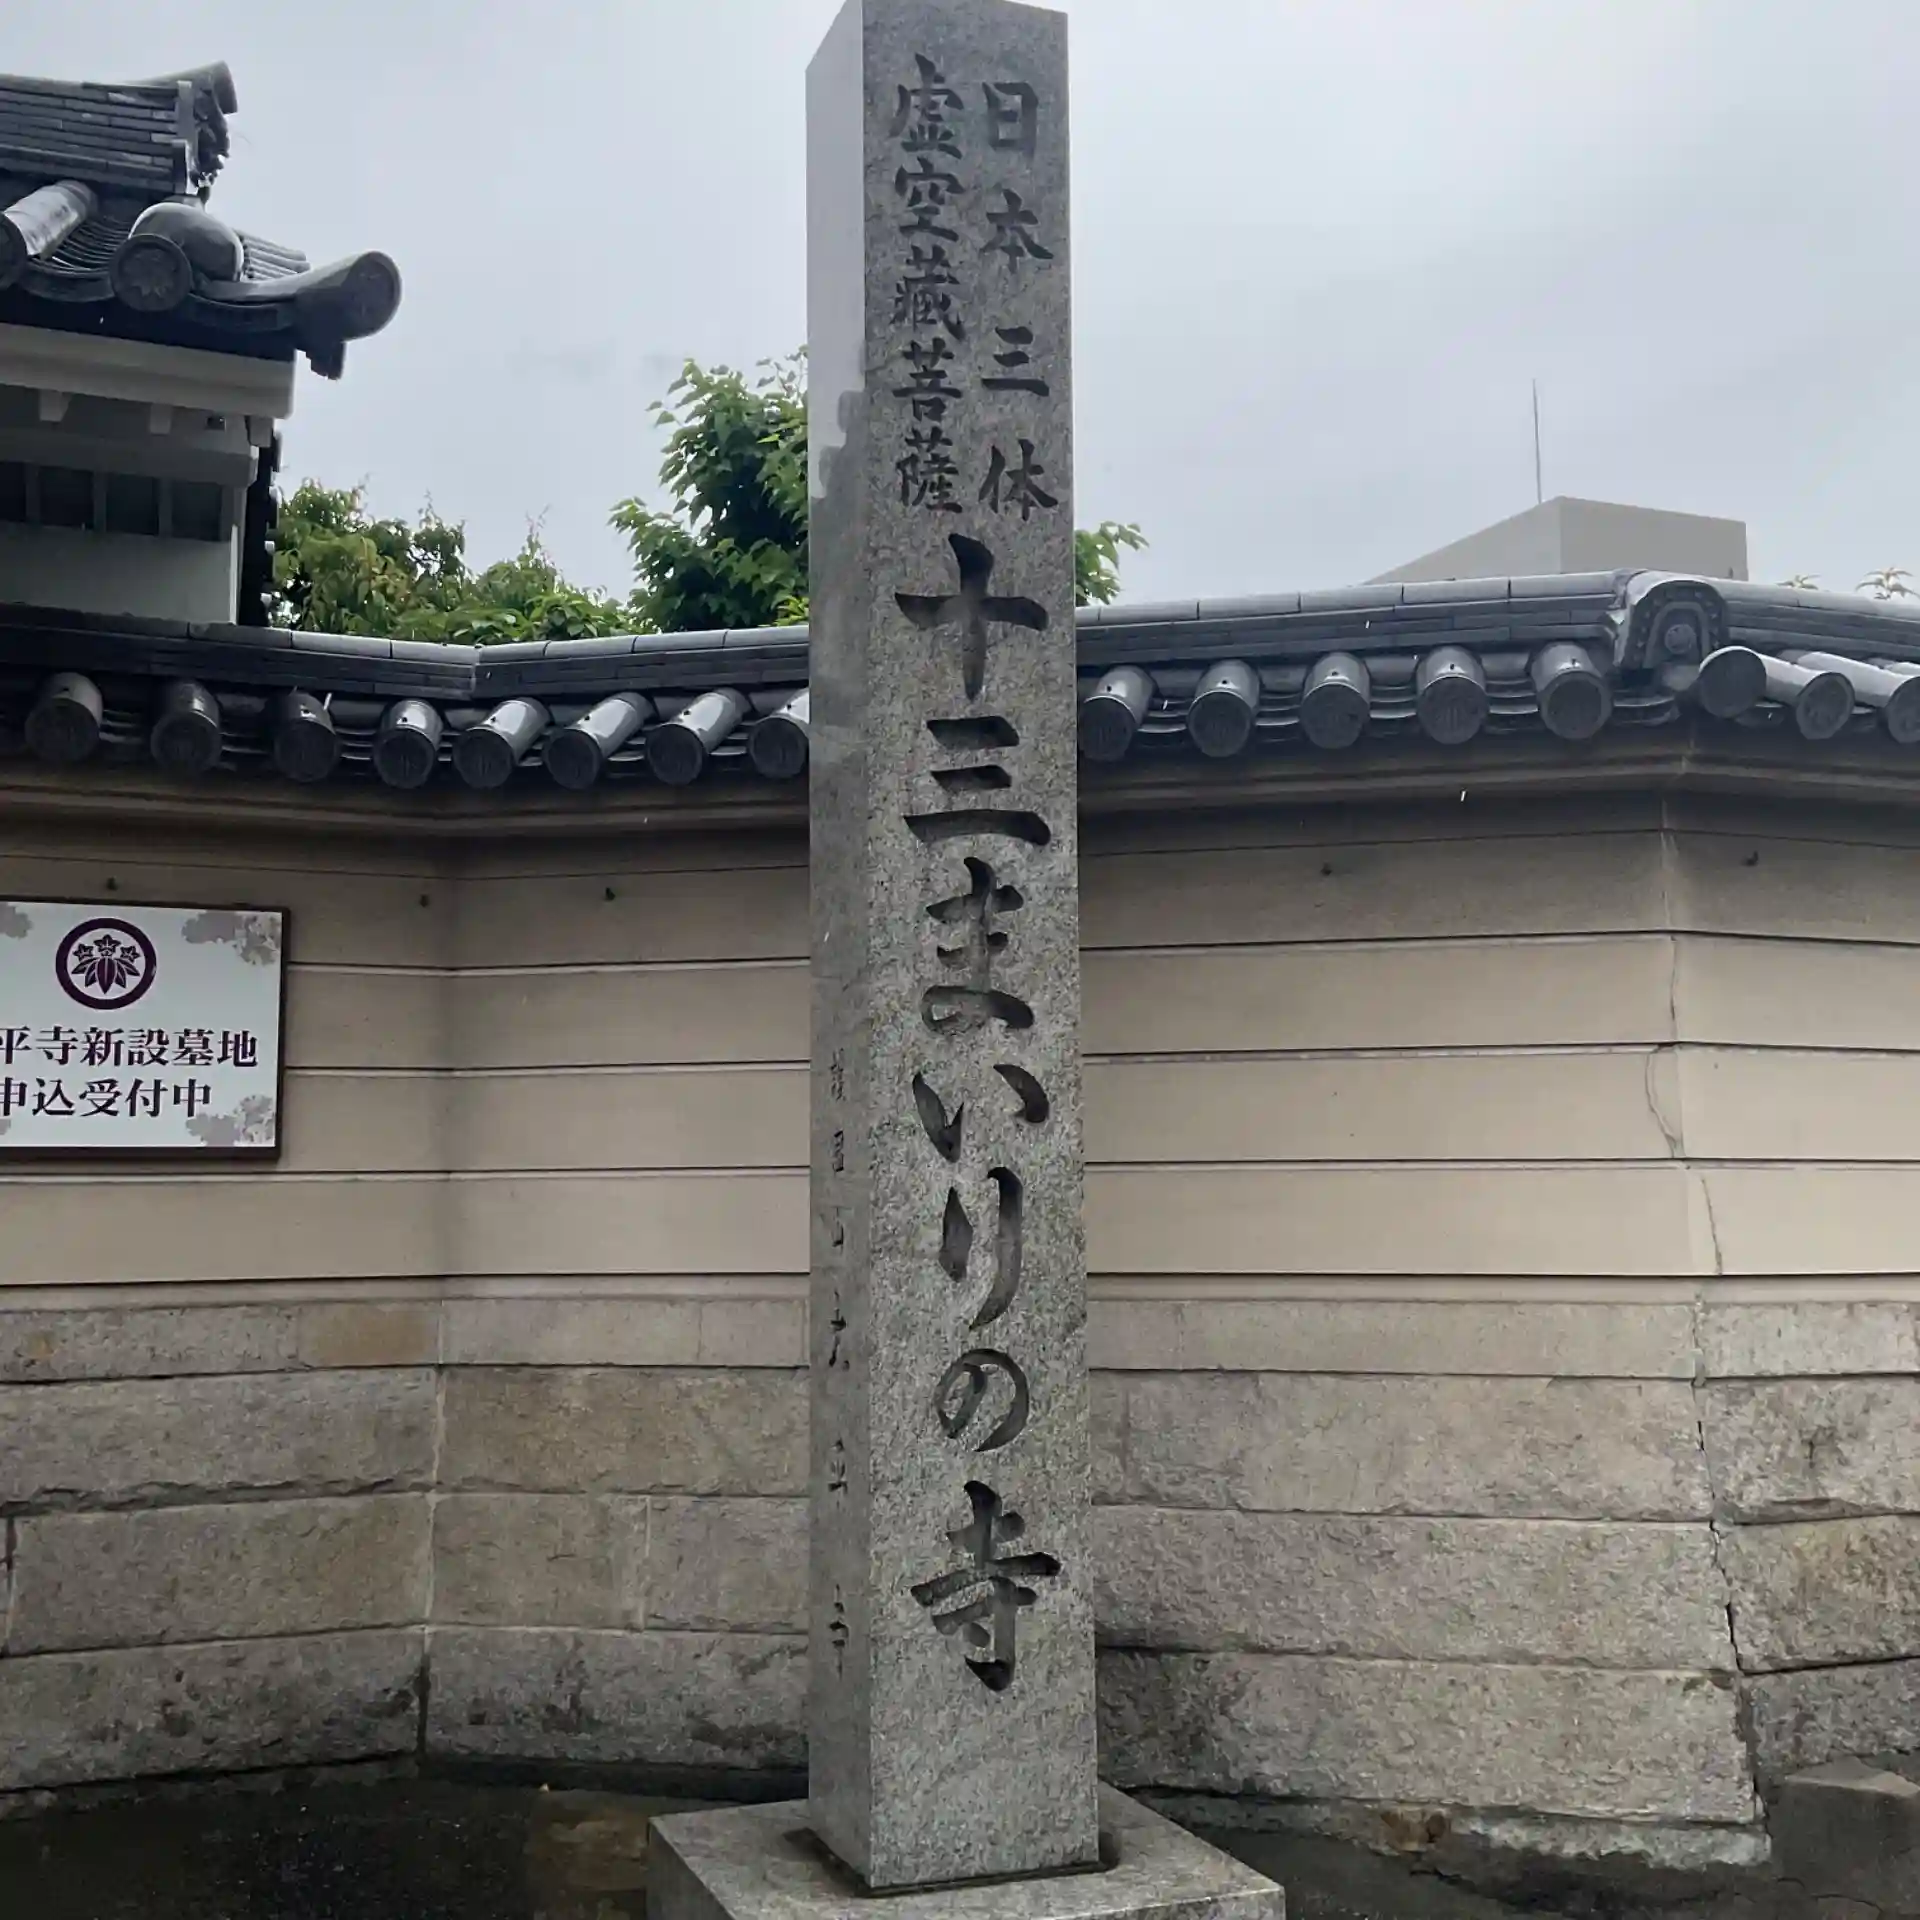 日本三体
虚空藏菩薩
十三まいりの寺
平寺新設墓地
申込受付中